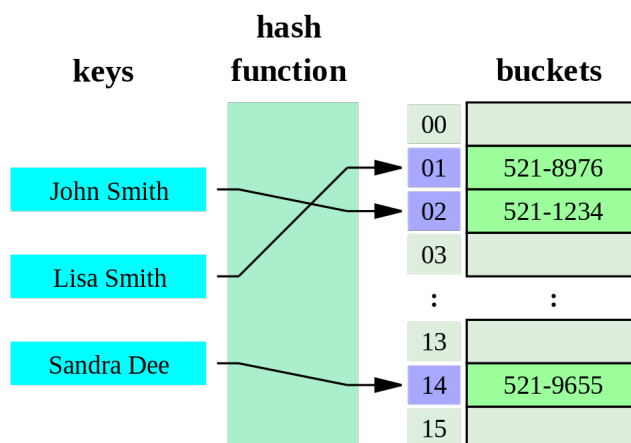 keys
hash
function
buckets
John Smith
Lisa Smith
Sandra Dee
00
01 521-8976
02 521-1234
03
: :
13
14 521-9655
15